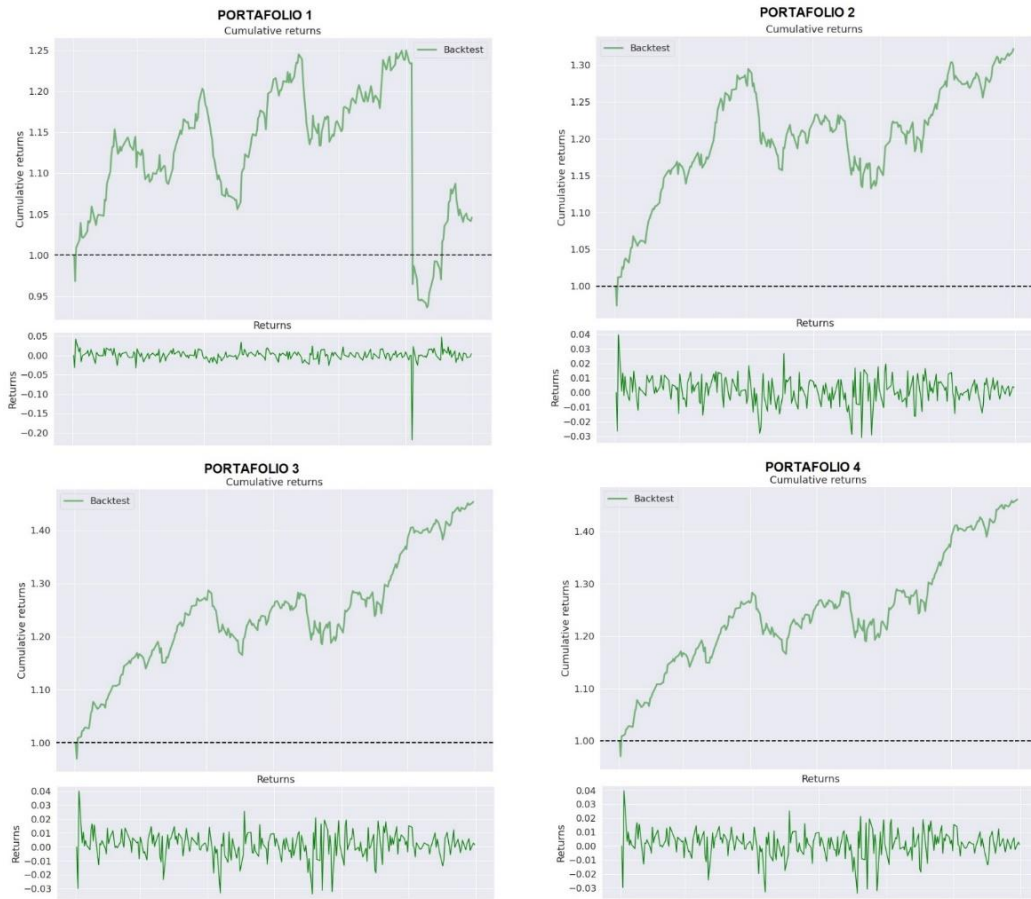 PORTAFOLIO 1
Cumulative returns
Backtest
Cumulative returns
1.25
1.20
1.15
1.10
1.05
1.00
0.95
Returns
Returns
0.05
0.00
−0.05
−0.10
−0.15
−0.20
PORTAFOLIO 2
Cumulative returns
Backtest
Cumulative returns
1.30
1.25
1.20
1.15
1.10
1.05
1.00
Returns
Returns
0.04
0.03
0.02
0.01
0.00
−0.01
−0.02
−0.03
PORTAFOLIO 3
Cumulative returns
Backtest
Cumulative returns
1.40
1.30
1.20
1.10
1.00
Returns
Returns
0.04
0.03
0.02
0.01
0.00
−0.01
−0.02
−0.03
PORTAFOLIO 4
Cumulative returns
Backtest
Cumulative returns
1.40
1.30
1.20
1.10
1.00
Returns
Returns
0.04
0.03
0.02
0.01
0.00
−0.01
−0.02
−0.03